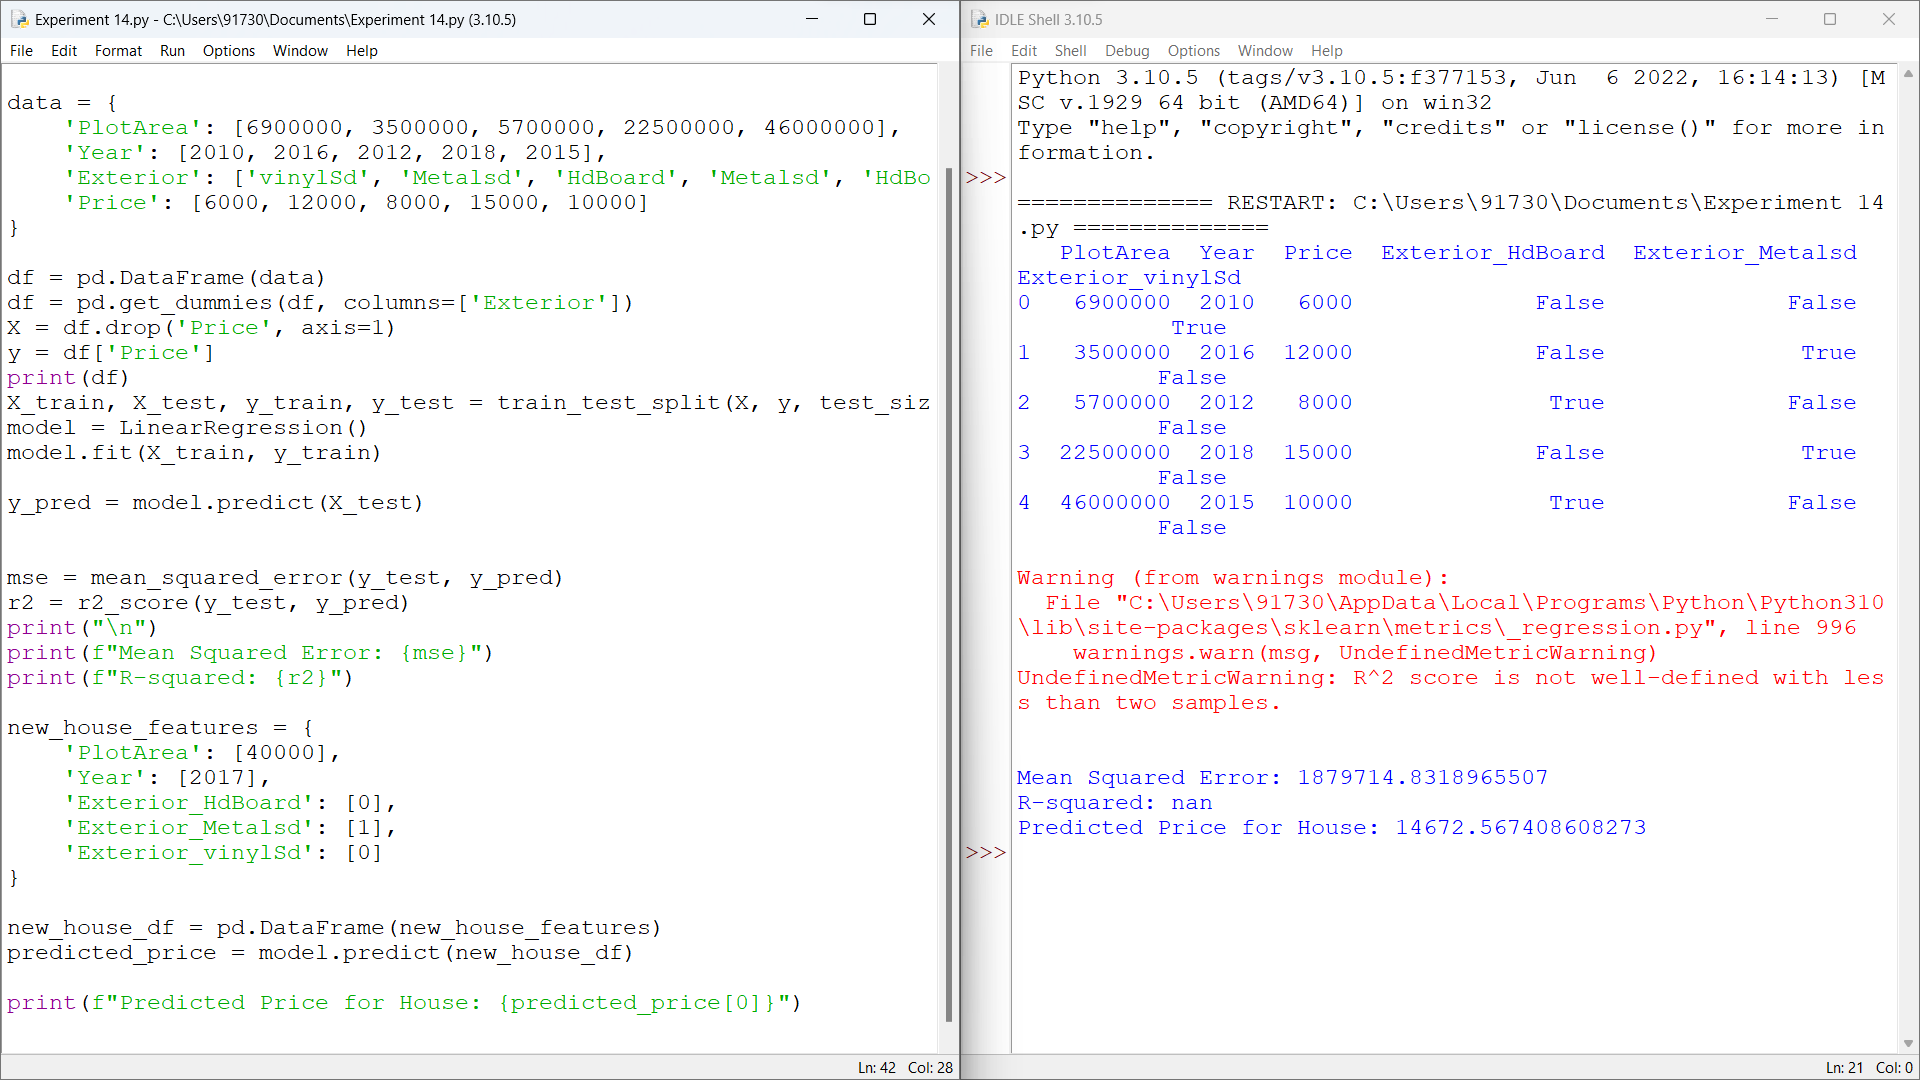 Experiment 14.py - C:\Users\91730\Documents\Experiment 14.py (3.10.5)
File Edit Format Run Options Window Help
data = {
    'PlotArea': [6900000, 3500000, 5700000, 22500000, 46000000],
    'Year': [2010, 2016, 2012, 2018, 2015],
    'Exterior': ['vinylSd', 'Metalsd', 'HdBoard', 'Metalsd', 'HdBo
    'Price': [6000, 12000, 8000, 15000, 10000]
}
df = pd.DataFrame(data)
df = pd.get_dummies(df, columns=['Exterior'])
X = df.drop('Price', axis=1)
y = df['Price']
print(df)
X_train, X_test, y_train, y_test = train_test_split(X, y, test_siz
model = LinearRegression()
model.fit(X_train, y_train)
y_pred = model.predict(X_test)
mse = mean_squared_error(y_test, y_pred)
r2 = r2_score(y_test, y_pred)
print("\n")
print(f"Mean Squared Error: {mse}")
print(f"R-squared: {r2}")
new_house_features = {
    'PlotArea': [40000],
    'Year': [2017],
    'Exterior_HdBoard': [0],
    'Exterior_Metalsd': [1],
    'Exterior_vinylSd': [0]
}
new_house_df = pd.DataFrame(new_house_features)
predicted_price = model.predict(new_house_df)
print(f"Predicted Price for House: {predicted_price[0]}")
Ln: 42 Col: 28
IDLE Shell 3.10.5
File Edit Shell Debug Options Window Help
Python 3.10.5 (tags/v3.10.5:f377153, Jun  6 2022, 16:14:13) [M
SC v.1929 64 bit (AMD64)] on win32
Type "help", "copyright", "credits" or "license()" for more in
formation.
>>>
============== RESTART: C:\Users\91730\Documents\Experiment 14
.py ==============
   PlotArea  Year  Price  Exterior_HdBoard  Exterior_Metalsd
Exterior_vinylSd
0   6900000  2010   6000             False             False
           True
1   3500000  2016  12000             False              True
          False
2   5700000  2012   8000              True             False
          False
3  22500000  2018  15000             False              True
          False
4  46000000  2015  10000              True             False
          False
Warning (from warnings module):
  File "C:\Users\91730\AppData\Local\Programs\Python\Python310
\lib\site-packages\sklearn\metrics\_regression.py", line 996
    warnings.warn(msg, UndefinedMetricWarning)
UndefinedMetricWarning: R^2 score is not well-defined with les
s than two samples.
Mean Squared Error: 1879714.8318965507
R-squared: nan
Predicted Price for House: 14672.567408608273
>>>
Ln: 21 Col: 0